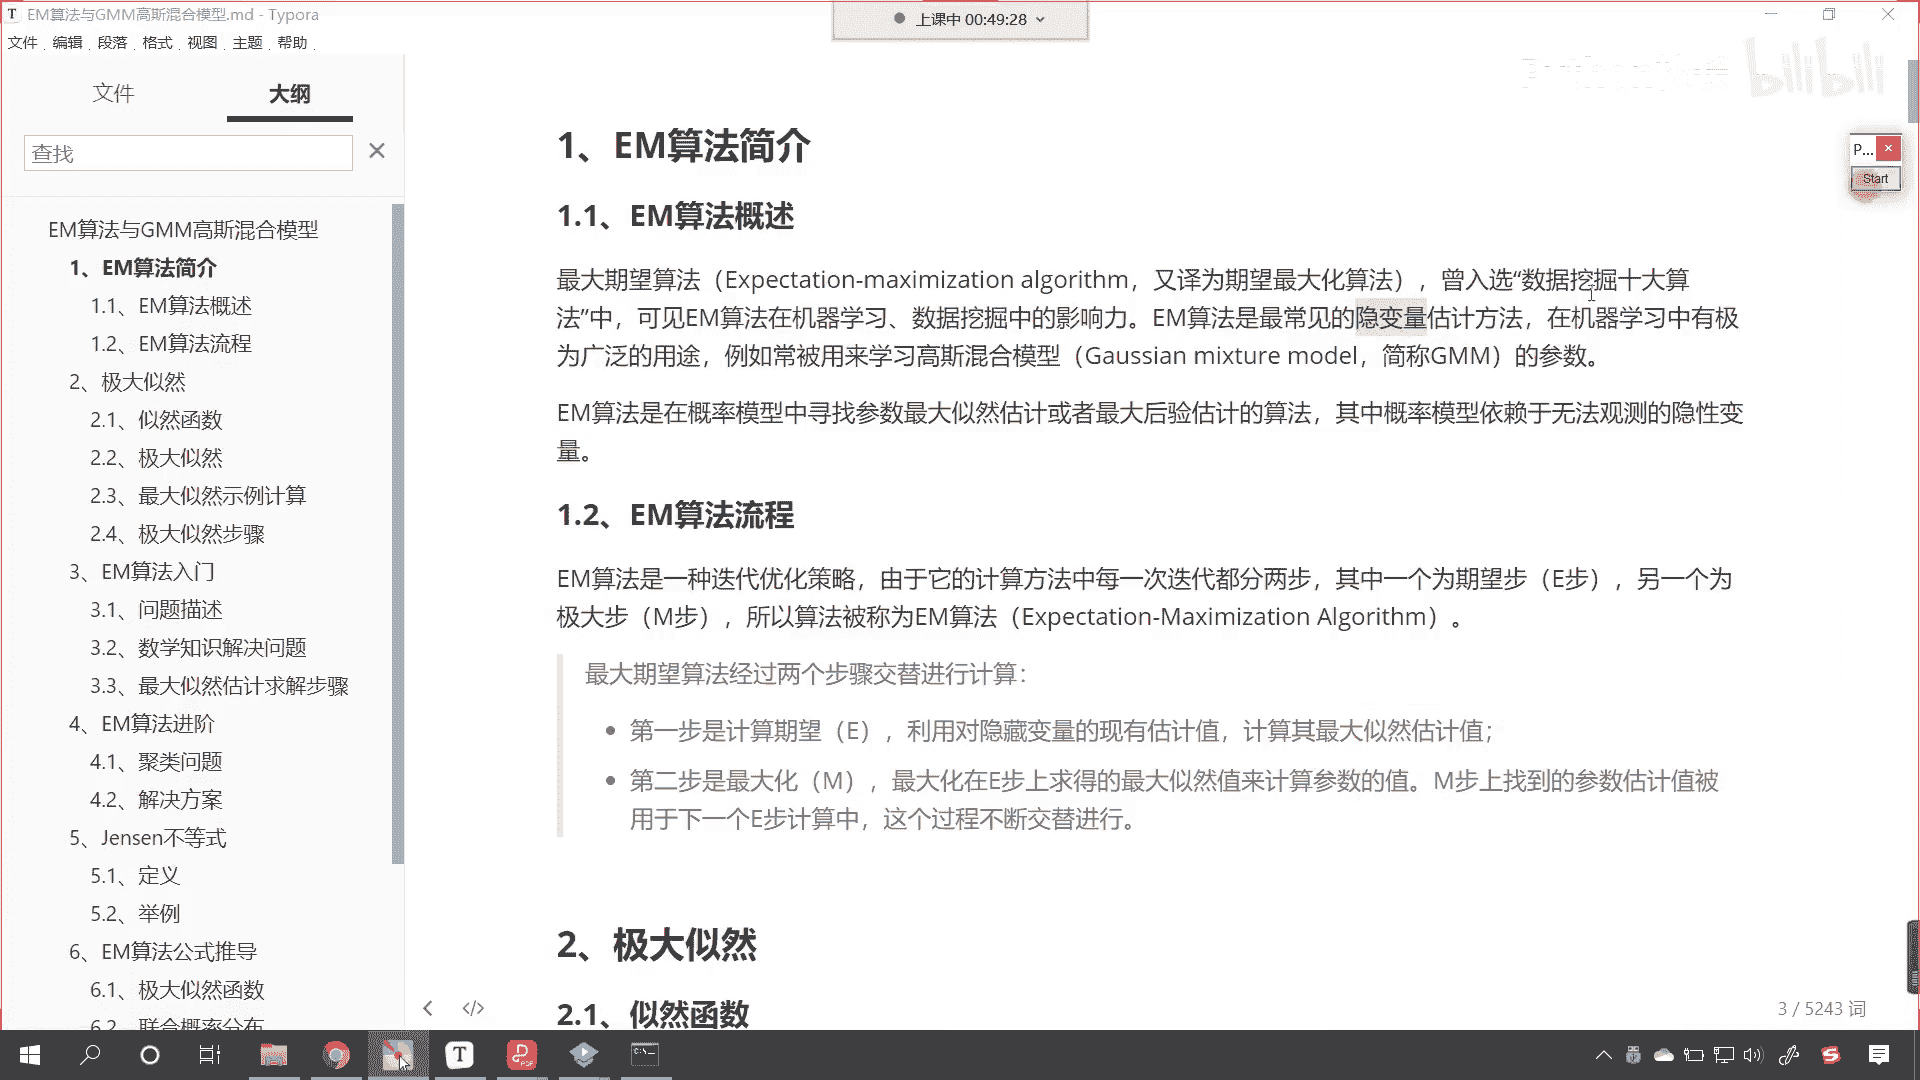 EM算法与GMM高斯混合模型.md - Typora
上课中 00:49:28
文件 编辑 段落 格式 视图 主题 帮助
bilibili
文件 大纲
查找
P...
Start
EM算法与GMM高斯混合模型
1、EM算法简介
1.1、EM算法概述
1.2、EM算法流程
2、极大似然
2.1、似然函数
2.2、极大似然
2.3、最大似然示例计算
2.4、极大似然步骤
3、EM算法入门
3.1、问题描述
3.2、数学知识解决问题
3.3、最大似然估计求解步骤
4、EM算法进阶
4.1、聚类问题
4.2、解决方案
5、Jensen不等式
5.1、定义
5.2、举例
6、EM算法公式推导
6.1、极大似然函数
6.2、联合概率分布
1、EM算法简介
1.1、EM算法概述
最大期望算法（Expectation-maximization algorithm，又译为期望最大化算法），曾入选“数据挖掘十大算
法”中，可见EM算法在机器学习、数据挖掘中的影响力。EM算法是最常见的隐变量估计方法，在机器学习中有极
为广泛的用途，例如常被用来学习高斯混合模型（Gaussian mixture model，简称GMM）的参数。
EM算法是在概率模型中寻找参数最大似然估计或者最大后验估计的算法，其中概率模型依赖于无法观测的隐性变
量。
1.2、EM算法流程
EM算法是一种迭代优化策略，由于它的计算方法中每一次迭代都分两步，其中一个为期望步（E步），另一个为
极大步（M步），所以算法被称为EM算法（Expectation-Maximization Algorithm）。
最大期望算法经过两个步骤交替进行计算：
第一步是计算期望（E），利用对隐藏变量的现有估计值，计算其最大似然估计值；
第二步是最大化（M），最大化在E步上求得的最大似然值来计算参数的值。M步上找到的参数估计值被
用于下一个E步计算中，这个过程不断交替进行。
2、极大似然
2.1、似然函数
3 / 5243 词